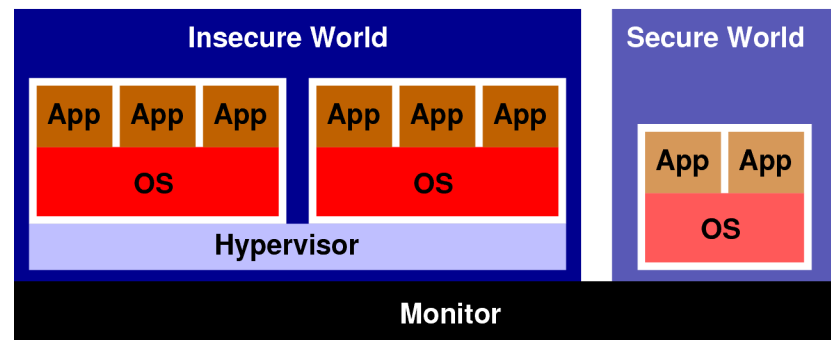 Insecure World
Secure World
App App App
App App App
App App
OS
OS
OS
Hypervisor
Monitor